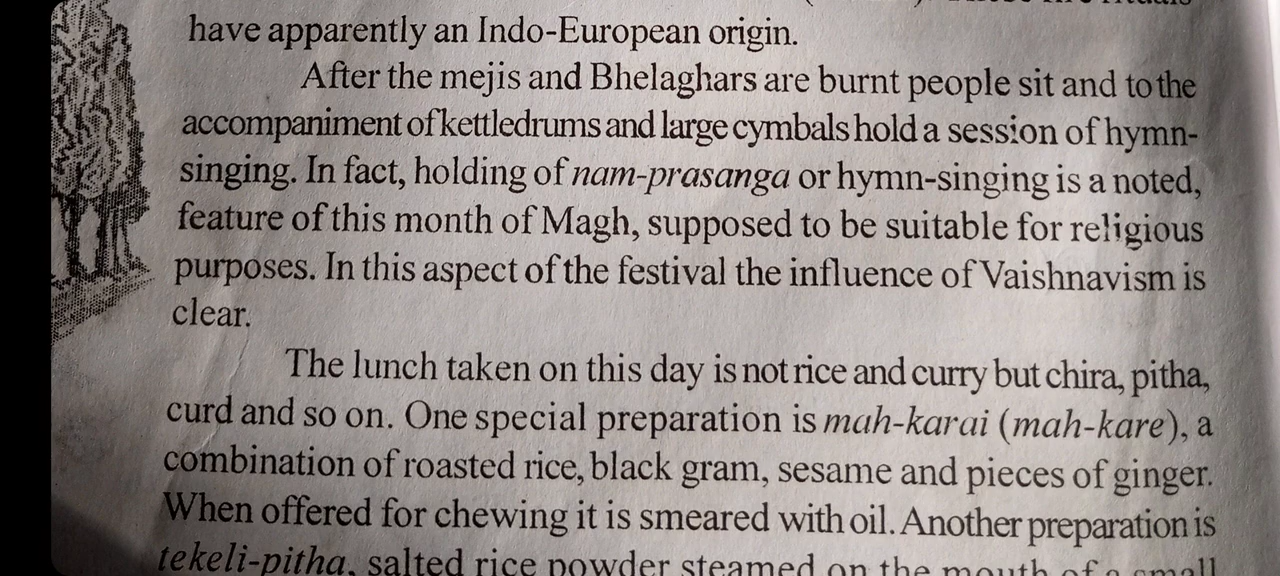 have apparently an Indo-European origin.
After the mejis and Bhelaghars are burnt people sit and to the
accompaniment of kettledrums and large cymbals hold a session of hymn-
singing. In fact, holding of nam-prasanga or hymn-singing is a noted,
feature of this month of Magh, supposed to be suitable for religious
purposes. In this aspect of the festival the influence of Vaishnavism is
clear.
The lunch taken on this day is not rice and curry but chira, pitha,
curd and so on. One special preparation is mah-karai (mah-kare), a
combination of roasted rice, black gram, sesame and pieces of ginger.
When offered for chewing it is smeared with oil. Another preparation is
tekeli-pitha, salted rice powder steamed on the mouth of a small